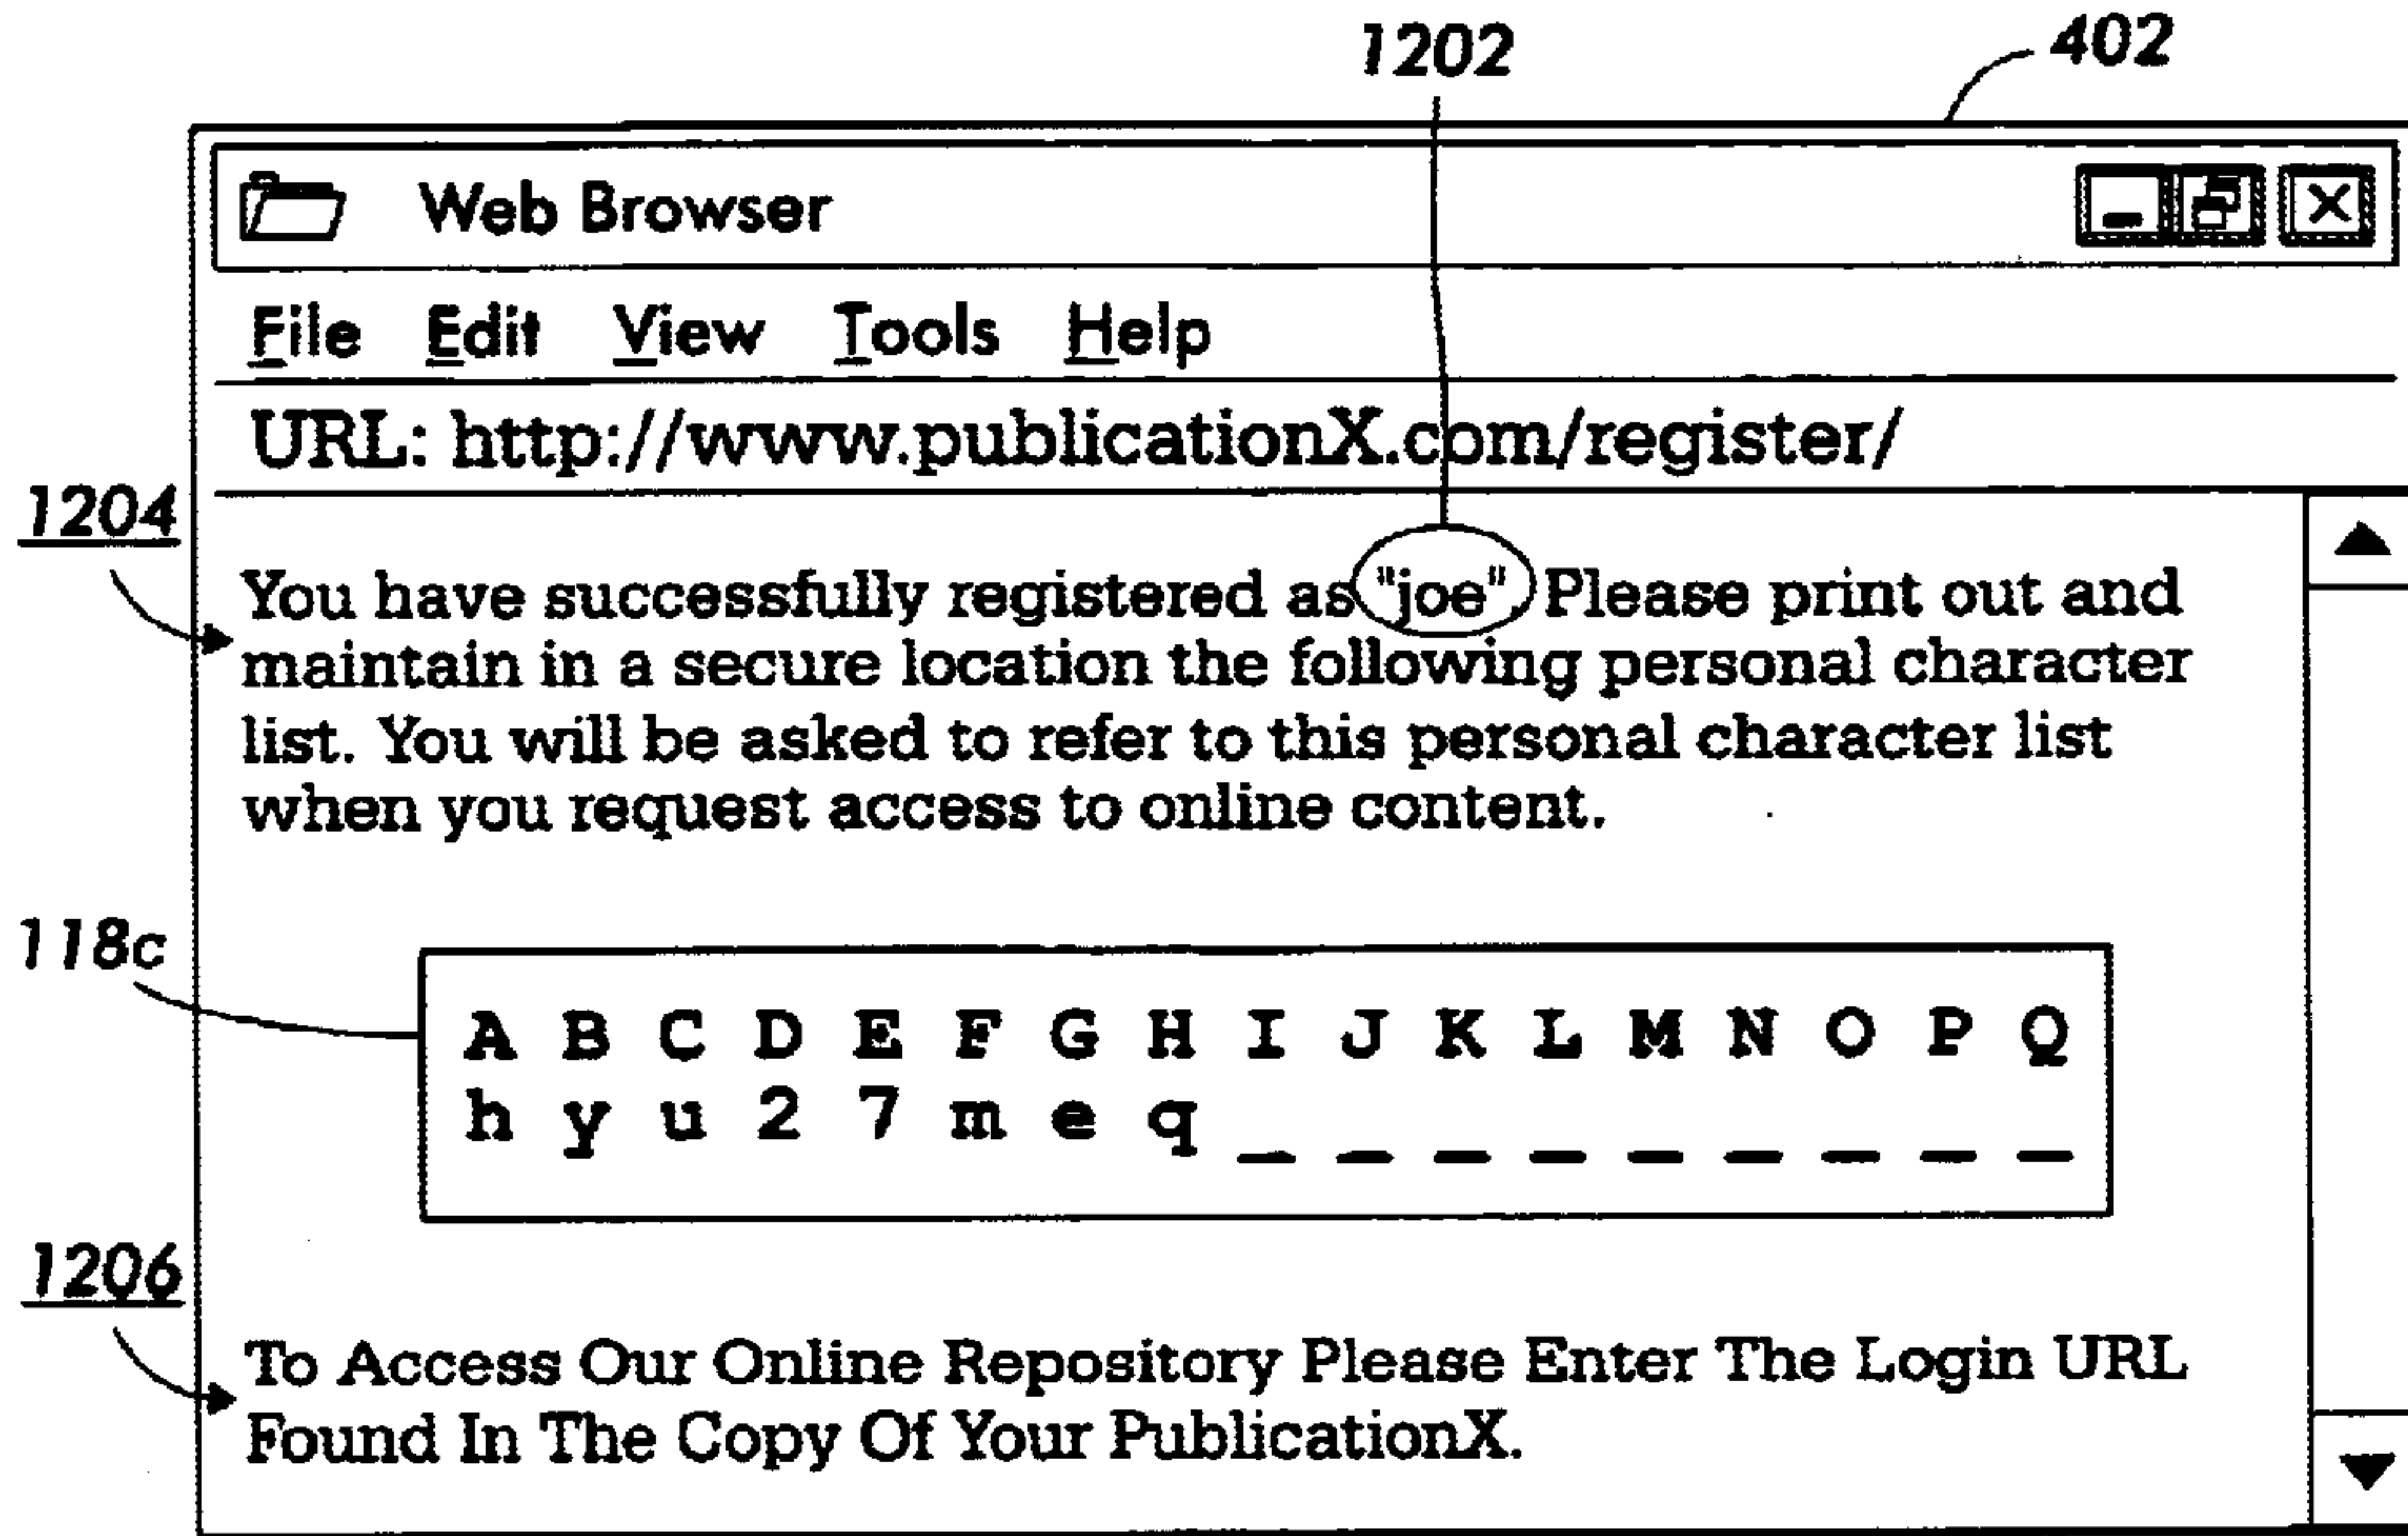 1202
402
Web Browser
File Edit View Tools Help
URL: http://www.publicationX.com/register/
1204
You have successfully registered as "joe". Please print out and
maintain in a secure location the following personal character
list. You will be asked to refer to this personal character list
when you request access to online content.
118c
A B C D E F G H I J K L M N O P Q
h y u 2 7 m e q _ _ _ _ _ _ _ _ _
1206
To Access Our Online Repository Please Enter The Login URL
Found In The Copy Of Your PublicationX.